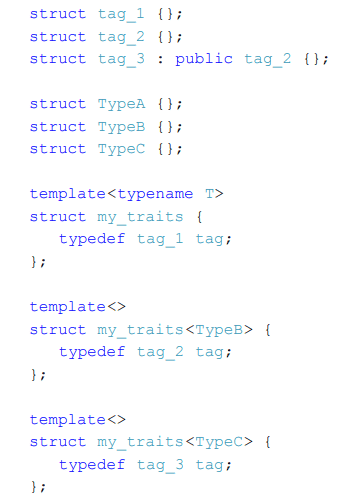 struct tag_1 {};
struct tag_2 {};
struct tag_3 : public tag_2 {};
struct TypeA {};
struct TypeB {};
struct TypeC {};
template<typename T>
struct my_traits {
typedef tag_1 tag;
};
template<>
struct my_traits<TypeB> {
typedef tag_2 tag;
};
template<>
struct my_traits<TypeC> {
typedef tag_3 tag;
};